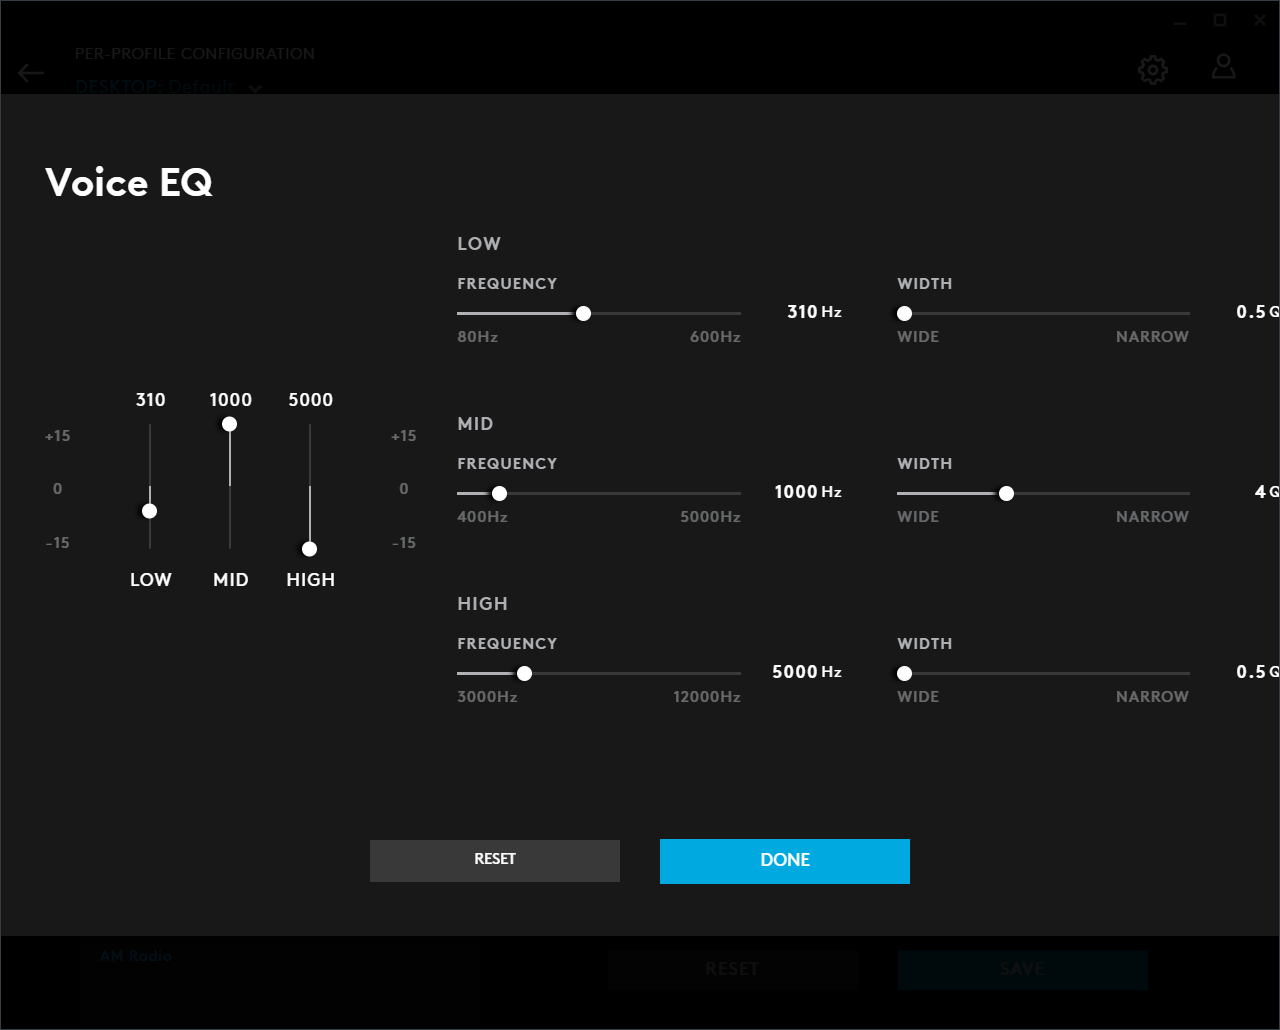 PER-PROFILE CONFIGURATION
DESKTOP: Default
Voice EQ
LOW
FREQUENCY
WIDTH
310 Hz
0.5 Q
80Hz
600Hz
WIDE
NARROW
310
1000
5000
+15
+15
0
0
-15
-15
LOW
MID
HIGH
MID
FREQUENCY
WIDTH
1000 Hz
4 Q
400Hz
5000Hz
WIDE
NARROW
HIGH
FREQUENCY
WIDTH
5000 Hz
0.5 Q
3000Hz
12000Hz
WIDE
NARROW
RESET
DONE
AM Radio
RESET
SAVE